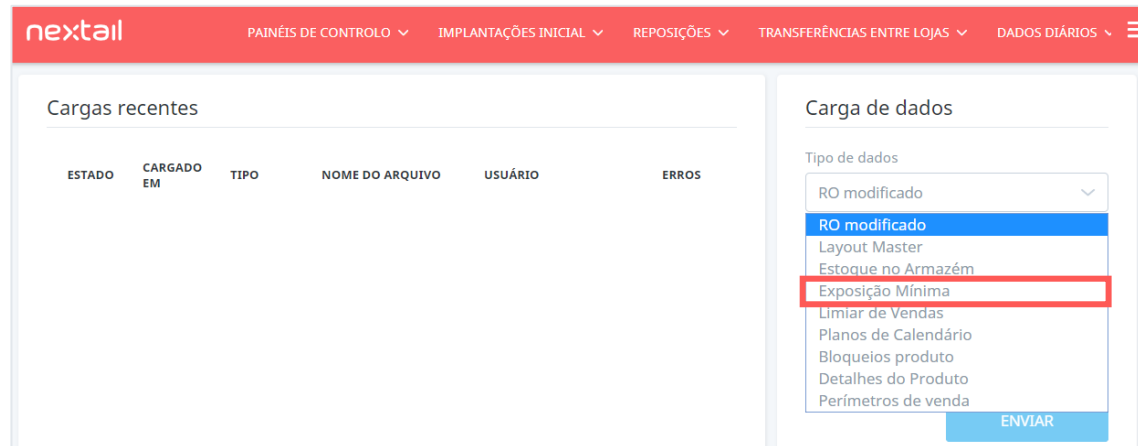 nextail
PAINÉIS DE CONTROLO
IMPLANTAÇÕES INICIAL
REPOSIÇÕES
TRANSFERÊNCIAS ENTRE LOJAS
DADOS DIÁRIOS
Cargas recentes
ESTADO
CARGADO
EM
TIPO
NOME DO ARQUIVO
USUÁRIO
ERROS
Carga de dados
Tipo de dados
RO modificado
RO modificado
Layout Master
Estoque no Armazém
Exposição Mínima
Limiar de Vendas
Planos de Calendário
Bloqueios produto
Detalhes do Produto
Perímetros de venda
ENVIAR